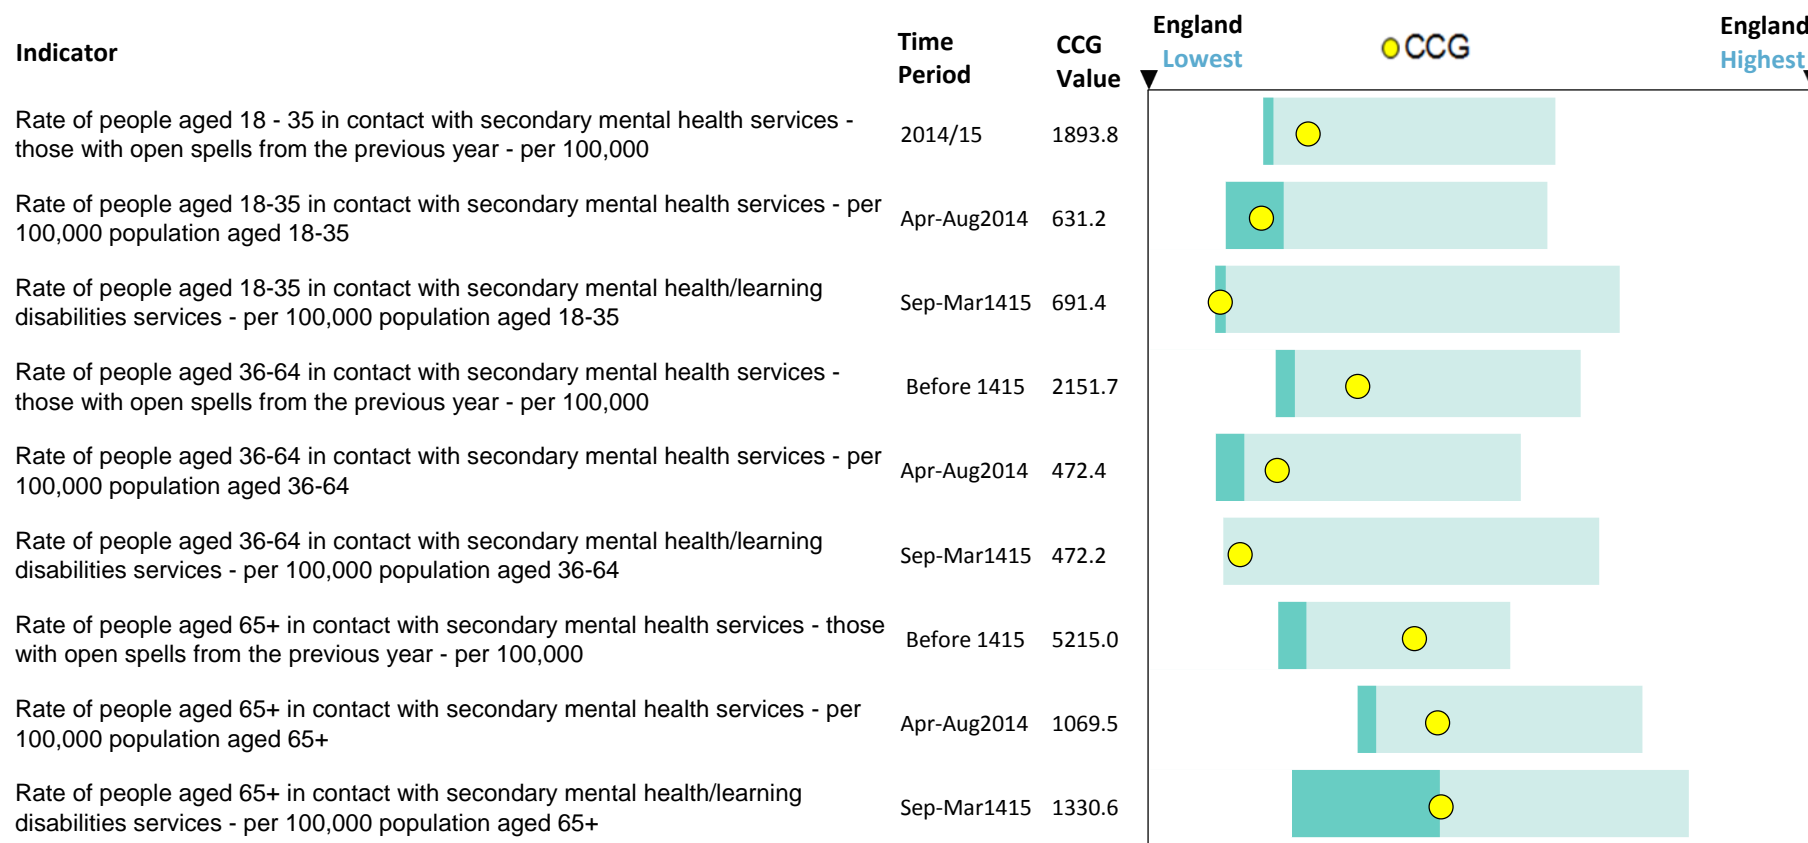 Indicator
Time
Period
CCG
Value
England
Lowest
CCG
England
Highest
Rate of people aged 18 - 35 in contact with secondary mental health services -
those with open spells from the previous year - per 100,000
2014/15
1893.8
Rate of people aged 18-35 in contact with secondary mental health services - per
100,000 population aged 18-35
Apr-Aug2014
631.2
Rate of people aged 18-35 in contact with secondary mental health/learning
disabilities services - per 100,000 population aged 18-35
Sep-Mar1415
691.4
Rate of people aged 36-64 in contact with secondary mental health services -
those with open spells from the previous year - per 100,000
Before 1415
2151.7
Rate of people aged 36-64 in contact with secondary mental health services - per
100,000 population aged 36-64
Apr-Aug2014
472.4
Rate of people aged 36-64 in contact with secondary mental health/learning
disabilities services - per 100,000 population aged 36-64
Sep-Mar1415
472.2
Rate of people aged 65+ in contact with secondary mental health services - those
with open spells from the previous year - per 100,000
Before 1415
5215.0
Rate of people aged 65+ in contact with secondary mental health services - per
100,000 population aged 65+
Apr-Aug2014
1069.5
Rate of people aged 65+ in contact with secondary mental health/learning
disabilities services - per 100,000 population aged 65+
Sep-Mar1415
1330.6